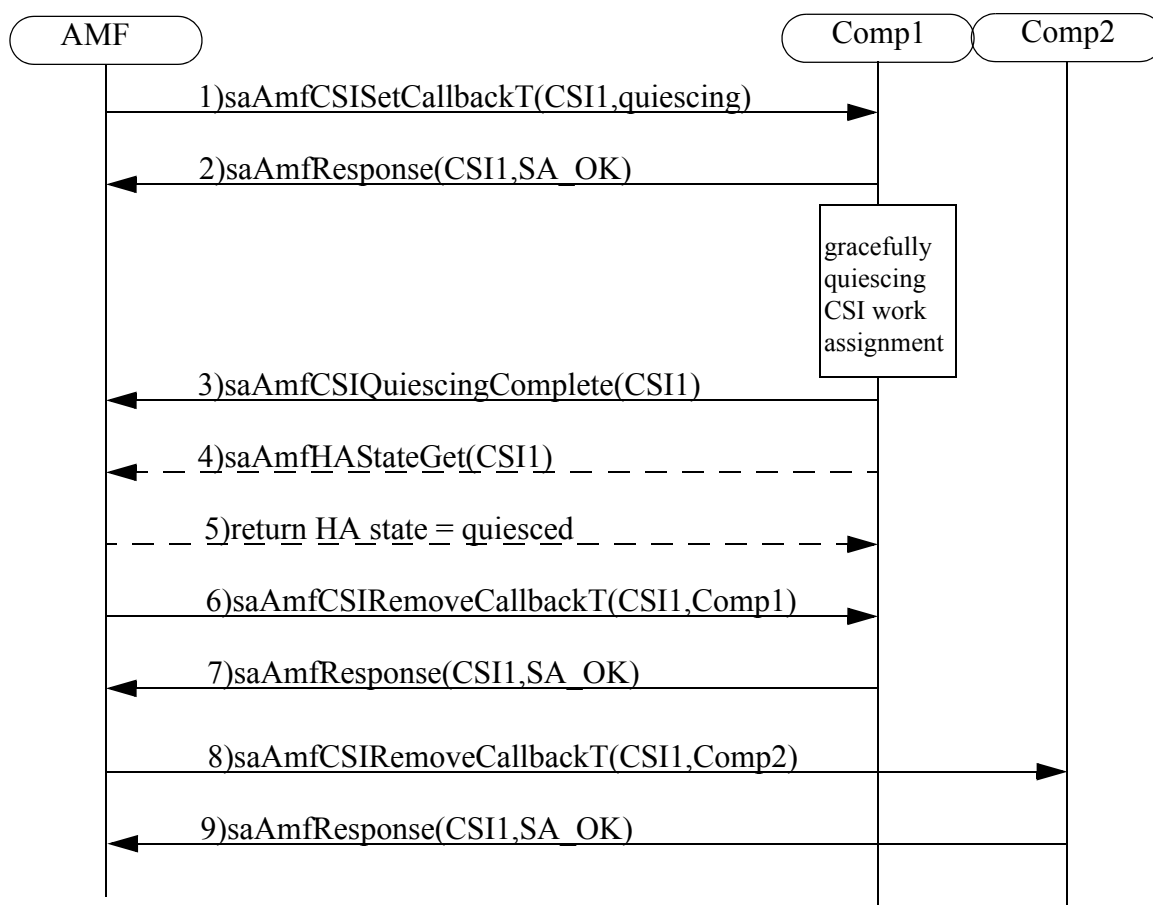 AMF
Comp1
Comp2
1)saAmfCSISetCallbackT(CSI1,quiescing)
2)saAmfResponse(CSI1,SA_OK)
gracefully
quiescing
CSI work
assignment
3)saAmfCSIQuiescingComplete(CSI1)
4)saAmfHAStateGet(CSI1)
5)return HA state = quiesced
6)saAmfCSIRemoveCallbackT(CSI1,Comp1)
7)saAmfResponse(CSI1,SA_OK)
8)saAmfCSIRemoveCallbackT(CSI1,Comp2)
9)saAmfResponse(CSI1,SA_OK)